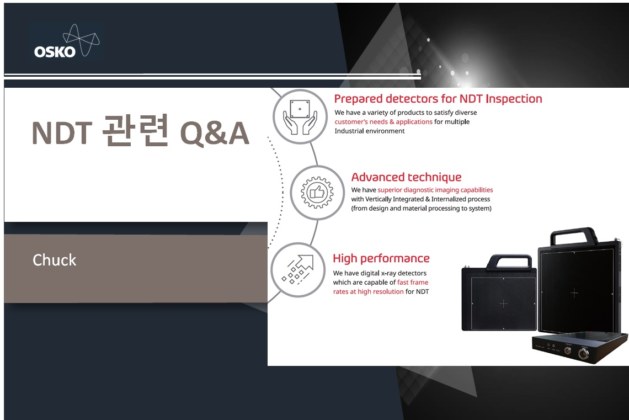 OSKO
NDT 관련 Q&A
Chuck
Prepared detectors for NDT Inspection
We have a variety of products to satisfy diverse
customer's needs & applications for multiple
Industrial environment
Advanced technique
We have superior diagnostic imaging capabilities
with Vertically Integrated & Internalized process
(from design and material processing to system)
High performance
We have digital x-ray detectors
which are capable of fast frame
rates at high resolution for NDT